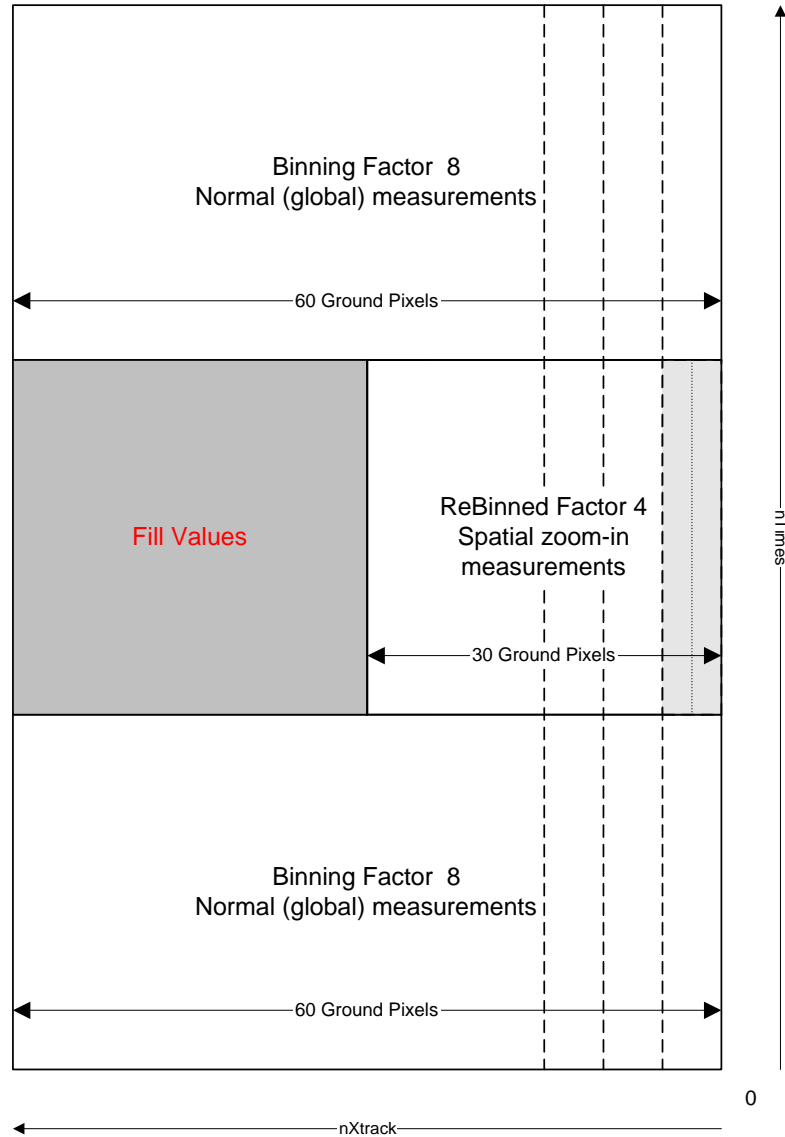 Binning Factor 8
Normal (global) measurements
60 Ground Pixels
Fill Values
ReBinned Factor 4
Spatial zoom-in
measurements
30 Ground Pixels
nTimes
Binning Factor 8
Normal (global) measurements
60 Ground Pixels
0
nXtrack